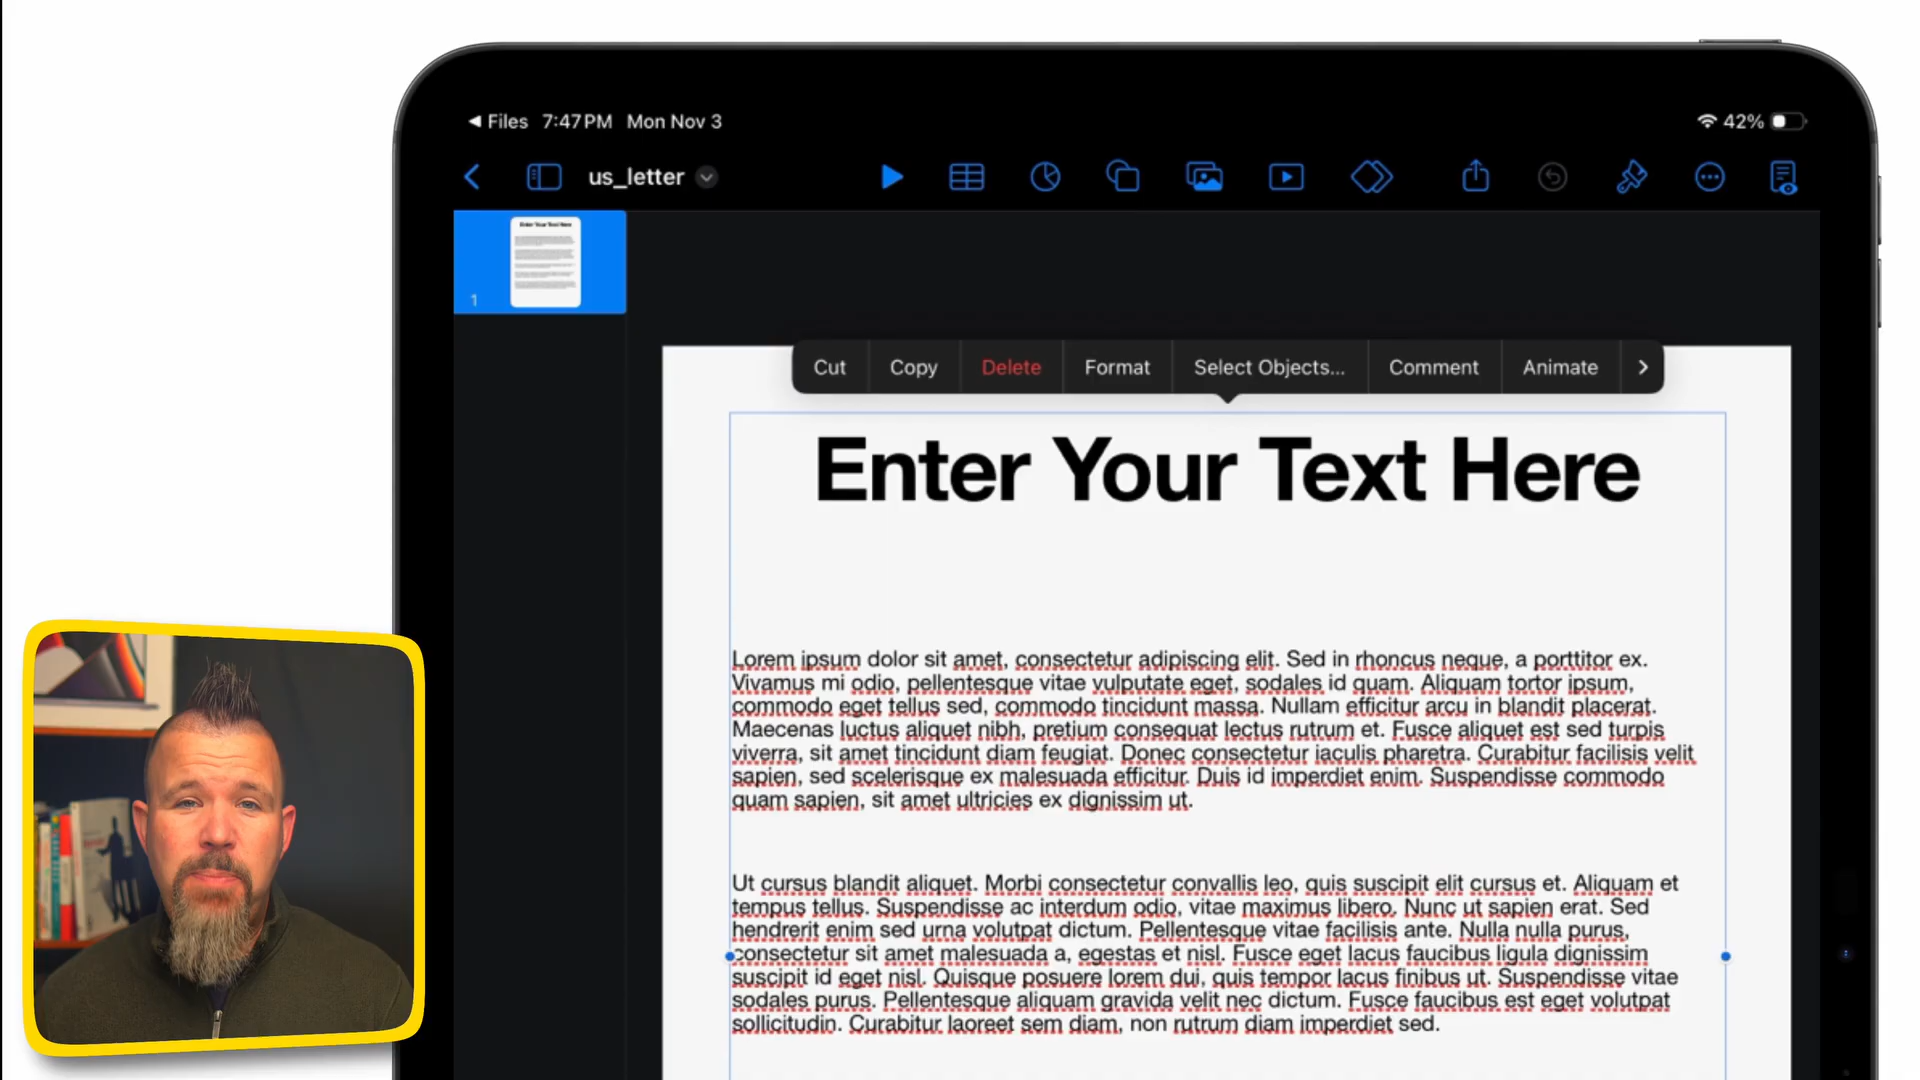 Files 7:47 PM Mon Nov 3
42%
us_letter
Enter Your Text Here
1
Cut Copy Delete Format Select Objects... Comment Animate
Enter Your Text Here
Lorem ipsum dolor sit amet, consectetur adipiscing elit. Sed in rhoncus neque, a porttitor ex.
Vivamus mi odio, pellentesque vitae vulputate eget, sodales id quam. Aliquam tortor ipsum,
commodo eget tellus sed, commodo tincidunt massa. Nullam efficitur arcu in blandit placerat.
Maecenas luctus aliquet nibh, pretium consequat lectus rutrum et. Fusce aliquet est sed turpis
viverra, sit amet tincidunt diam feugiat. Donec consectetur iaculis pharetra. Curabitur facilisis velit
sapien, sed scelerisque ex malesuada efficitur. Duis id imperdiet enim. Suspendisse commodo
quam sapien, sit amet ultricies ex dignissim ut.
Ut cursus blandit aliquet. Morbi consectetur convallis leo, quis suscipit elit cursus et. Aliquam et
tempus tellus. Suspendisse ac interdum odio, vitae maximus libero. Nunc ut sapien erat. Sed
hendrerit enim sed urna volutpat dictum. Pellentesque vitae facilisis ante. Nulla nulla purus,
consectetur sit amet malesuada a, egestas et nisl. Fusce eget lacus faucibus ligula dignissim
suscipit id eget nisl. Quisque posuere lorem dui, quis tempor lacus finibus ut. Suspendisse vitae
sodales purus. Pellentesque aliquam gravida velit nec dictum. Fusce faucibus est eget volutpat
sollicitudin. Curabitur laoreet sem diam, non rutrum diam imperdiet sed.